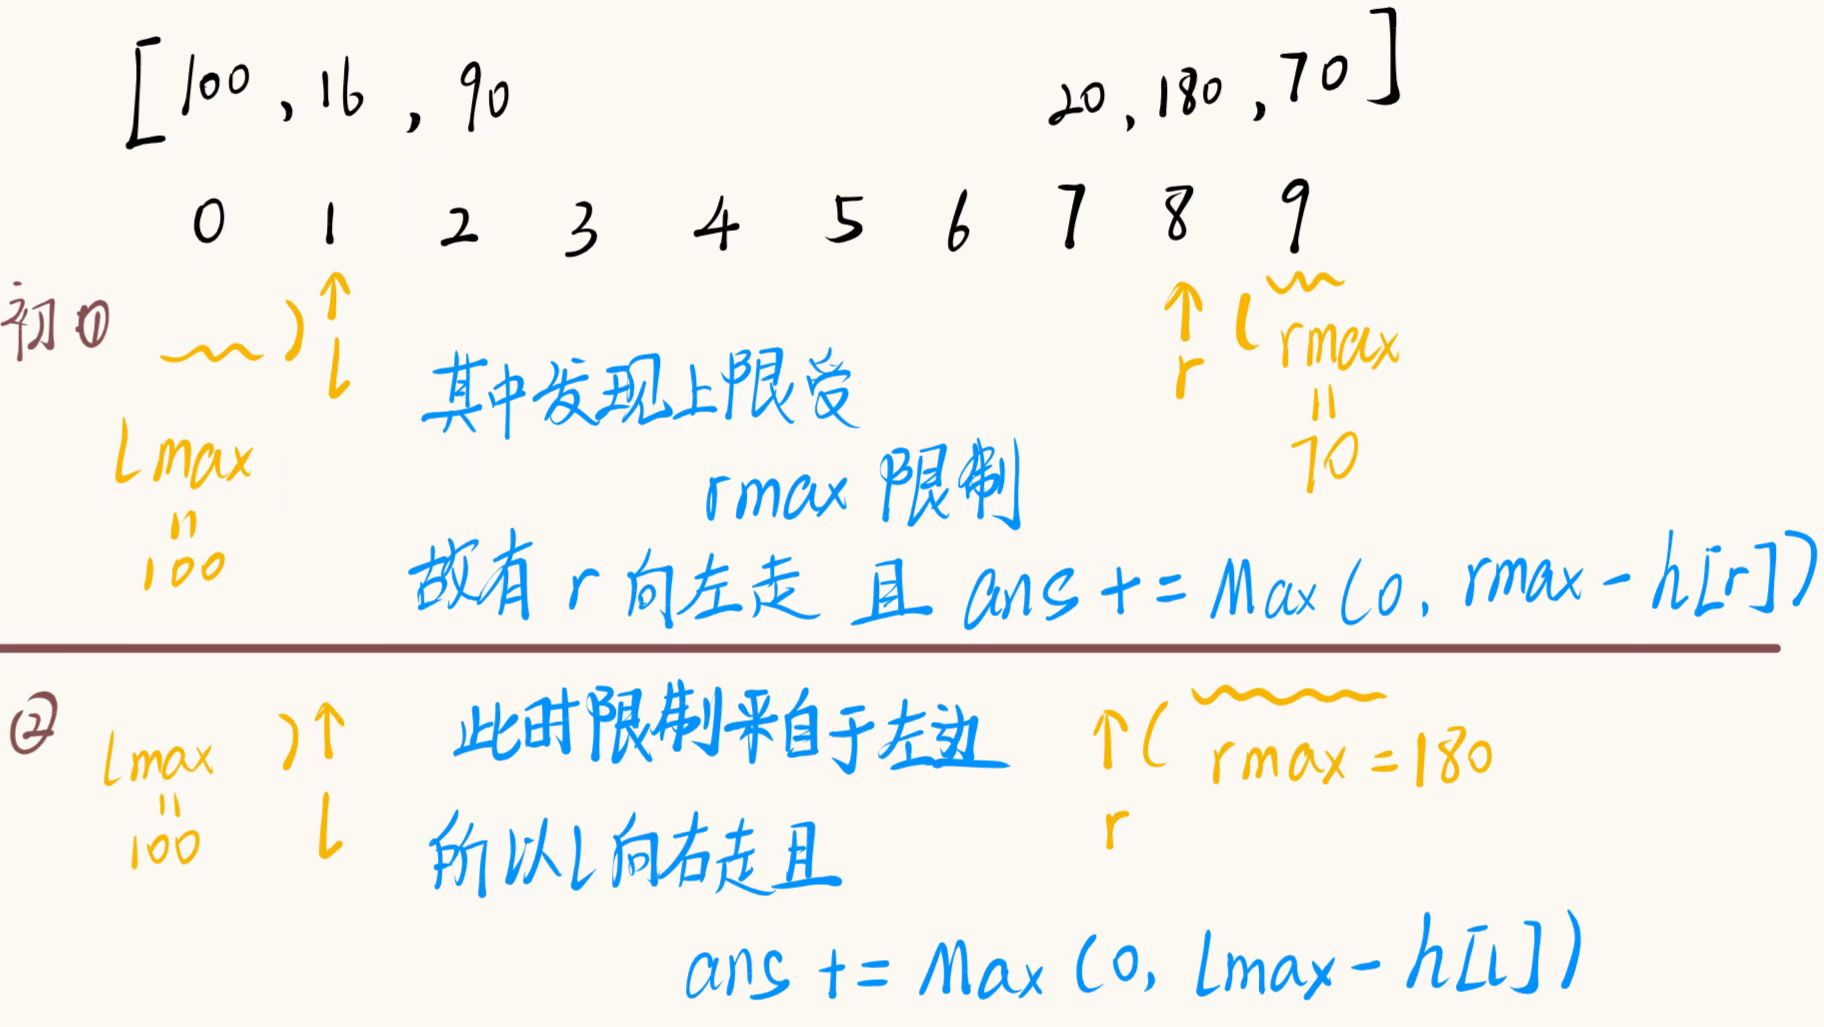 [100, 16, 90 20, 180, 70]
0 1 2 3 4 5 6 7 8 9
初①
l r
其中发现上限受
rmax 限制
lmax
=
100
rmax
=
70
故有 r 向左走 且 ans += Max(0, rmax - h[r])
② 
lmax
=
100
l
此时限制来自于左边
r
rmax = 180
所以l向右走且
ans += Max(0, lmax - h[l])